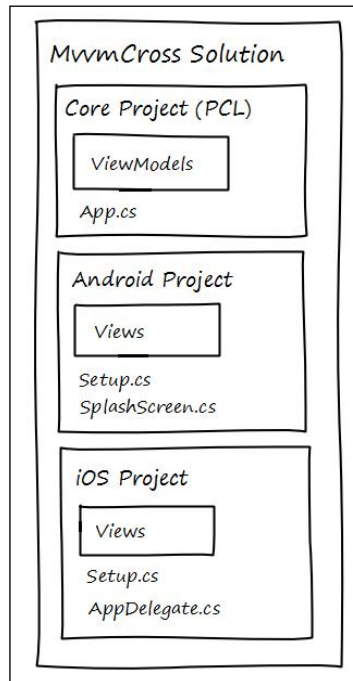 MvvmCross Solution
Core Project (PCL)
ViewModels
App.cs
Android Project
Views
Setup.cs
SplashScreen.cs
iOS Project
Views
Setup.cs
AppDelegate.cs